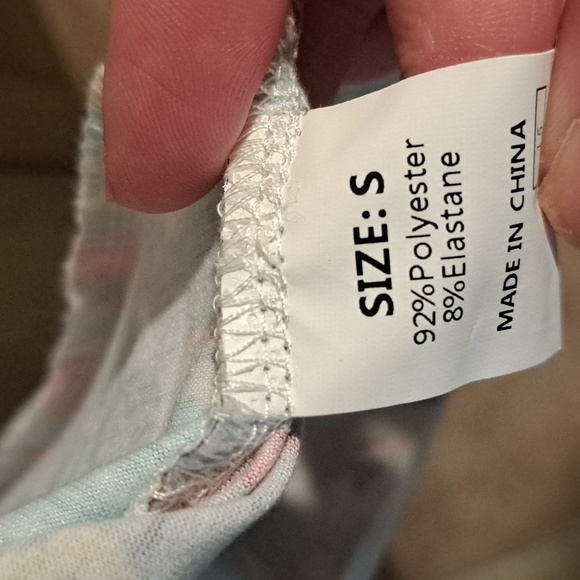 SIZE: S
92%Polyester
8%Elastane
MADE IN CHINA